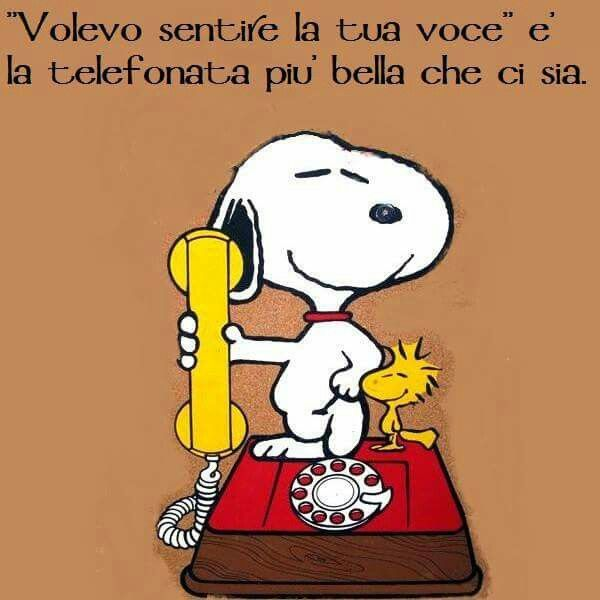 "Volevo sentire la tua voce" e'
la telefonata piu' bella che ci sia.